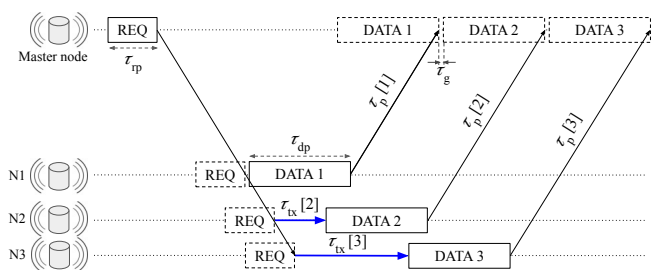 REQ DATA 1 DATA 2 DATA 3
Master node
τrp
τg
τp[1] τp[2] τp[3]
τdp
N1 REQ DATA 1
τtx[2]
N2 REQ DATA 2
τtx[3]
N3 REQ DATA 3